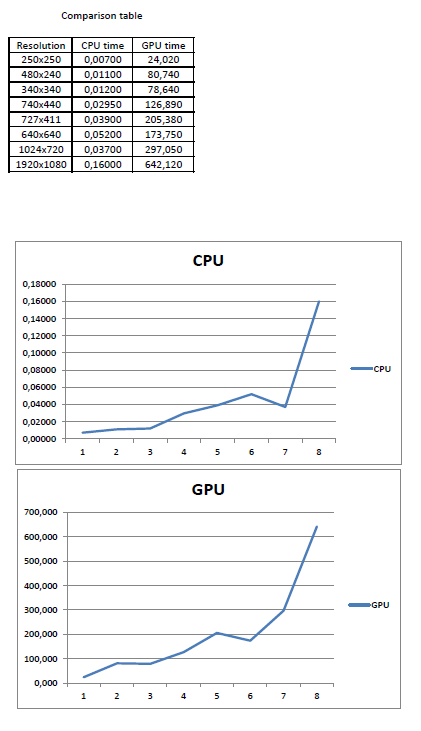 Comparison table
Resolution CPU time GPU time
250x250 0,00700 24,020
480x240 0,01100 80,740
340x340 0,01200 78,640
740x440 0,02950 126,890
727x411 0,03900 205,380
640x640 0,05200 173,750
1024x720 0,03700 297,050
1920x1080 0,16000 642,120
CPU
0,18000
0,16000
0,14000
0,12000
0,10000
0,08000
0,06000
0,04000
0,02000
0,00000
1 2 3 4 5 6 7 8
CPU
GPU
700,000
600,000
500,000
400,000
300,000
200,000
100,000
0,000
1 2 3 4 5 6 7 8
GPU